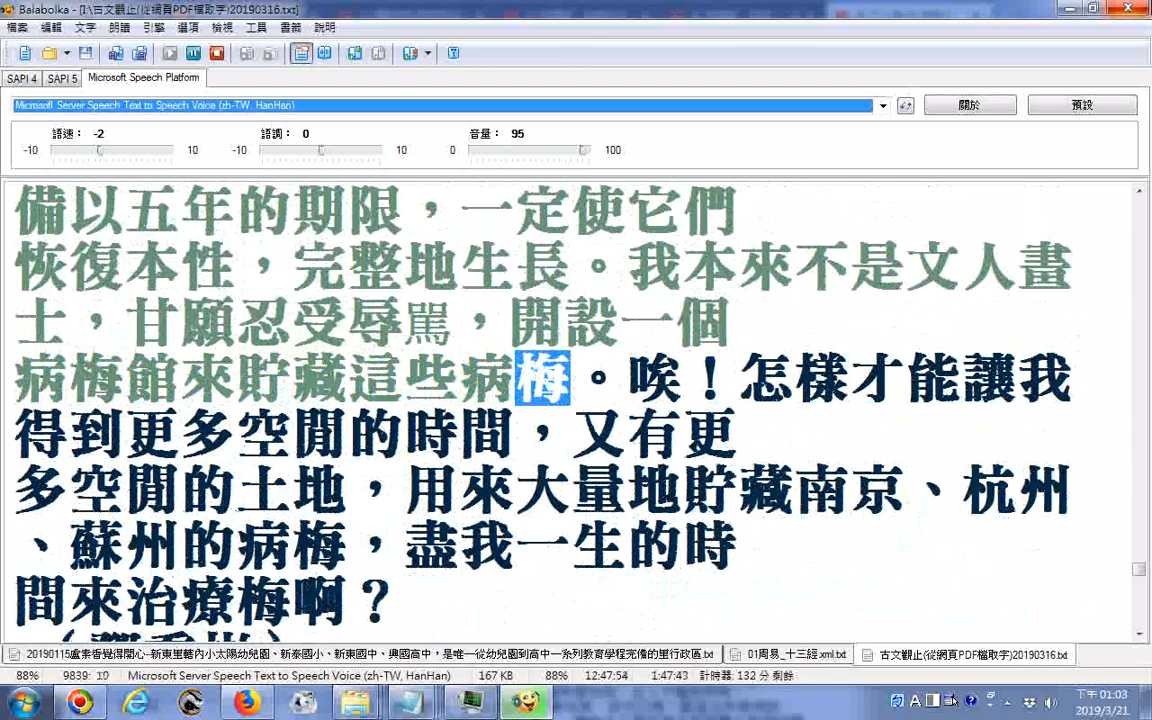 Balabolka - [I:\古文觀止(從網頁PDF檔取字)20190316.txt]
檔案 編輯 文字 朗讀 引擎 選項 檢視 工具 書籤 說明
SAPI 4 SAPI 5 Microsoft Speech Platform
Microsoft Server Speech Text to Speech Voice (zh-TW, HanHan)
關於 預設
語速： -2 語調： 0 音量： 95
-10 10 -10 10 0 100
備以五年的期限，一定使它們
恢復本性，完整地生長。我本來不是文人畫
士，甘願忍受辱罵，開設一個
病梅館來貯藏這些病梅。唉！怎樣才能讓我
得到更多空閒的時間，又有更
多空閒的土地，用來大量地貯藏南京、杭州
、蘇州的病梅，盡我一生的時
間來治療梅啊？
20190115盧素香覺得開心--新東里轄內小太陽幼兒園、新泰國小、新東國中、興國高中，是唯一從幼兒園到高中一系列教育學程完備的里行政區.txt 01周易_十三經.xml.txt 古文觀止(從網頁PDF檔取字)20190316.txt
88% 9839: 10 Microsoft Server Speech Text to Speech Voice (zh-TW, HanHan) 167 KB 88% 12:47:54 1:47:43 計時器: 132 分 剩餘
下午 01:03
2019/3/21